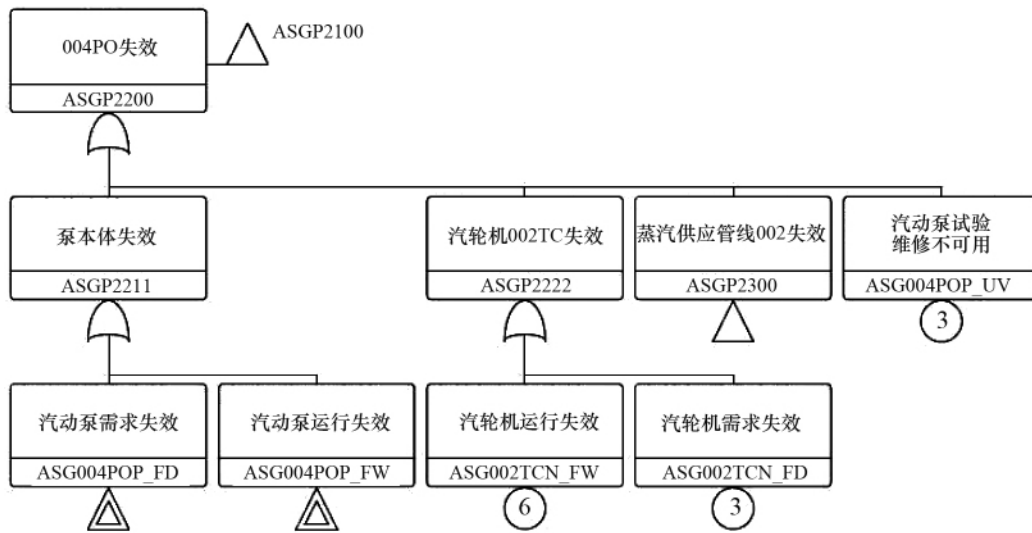 004PO失效
ASGP2100
ASGP2200
泵本体失效
ASGP2211
汽轮机002TC失效
ASGP2222
蒸汽供应管线002失效
ASGP2300
汽动泵试验
维修不可用
ASG004POP_UV
3
汽动泵需求失效
ASG004POP_FD
汽动泵运行失效
ASG004POP_FW
汽轮机运行失效
ASG002TCN_FW
6
汽轮机需求失效
ASG002TCN_FD
3